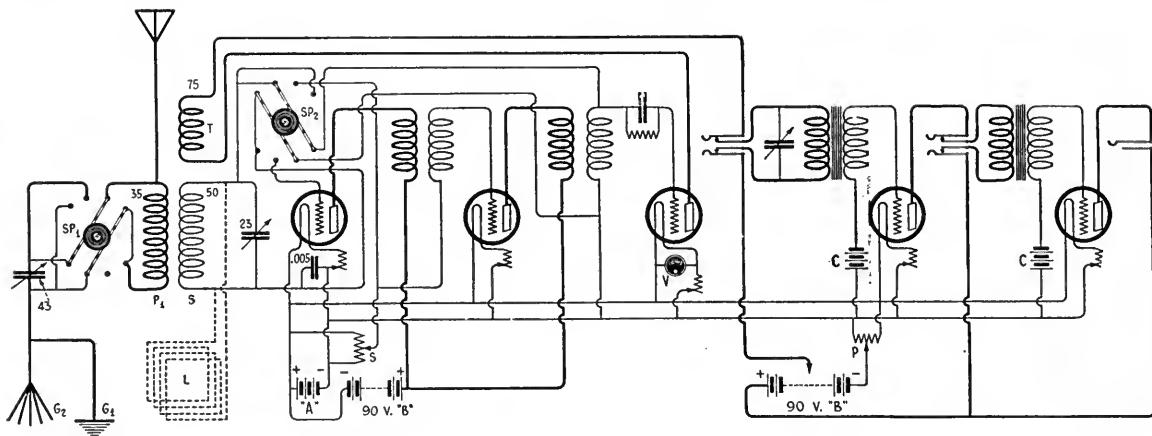 75
T
SP2
35
50
SP1
23
.005
43
P1
S
V
C
C
L
S
P
+ - - +
"A" 90 V. "B"
+ -
90 V. "B"
G2
G1